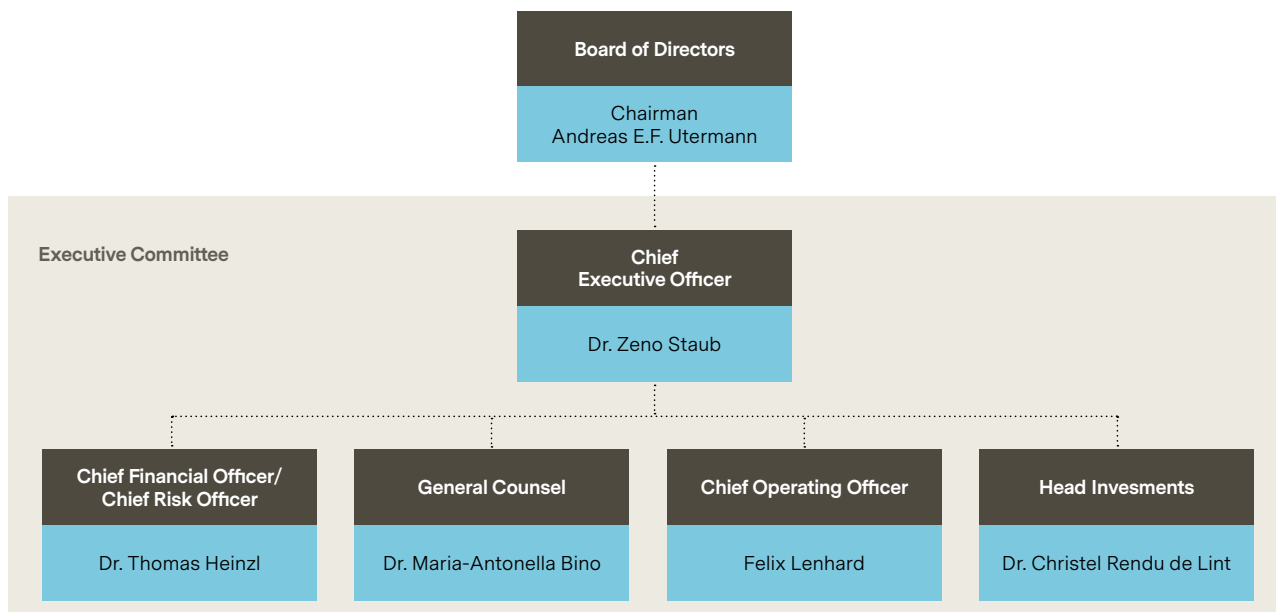 Board of Directors
Chairman
Andreas E.F. Utermann
Executive Committee
Chief
Executive Officer
Dr. Zeno Staub
Chief Financial Officer/
Chief Risk Officer
Dr. Thomas Heinzl
General Counsel
Dr. Maria-Antonella Bino
Chief Operating Officer
Felix Lenhard
Head Invesments
Dr. Christel Rendu de Lint